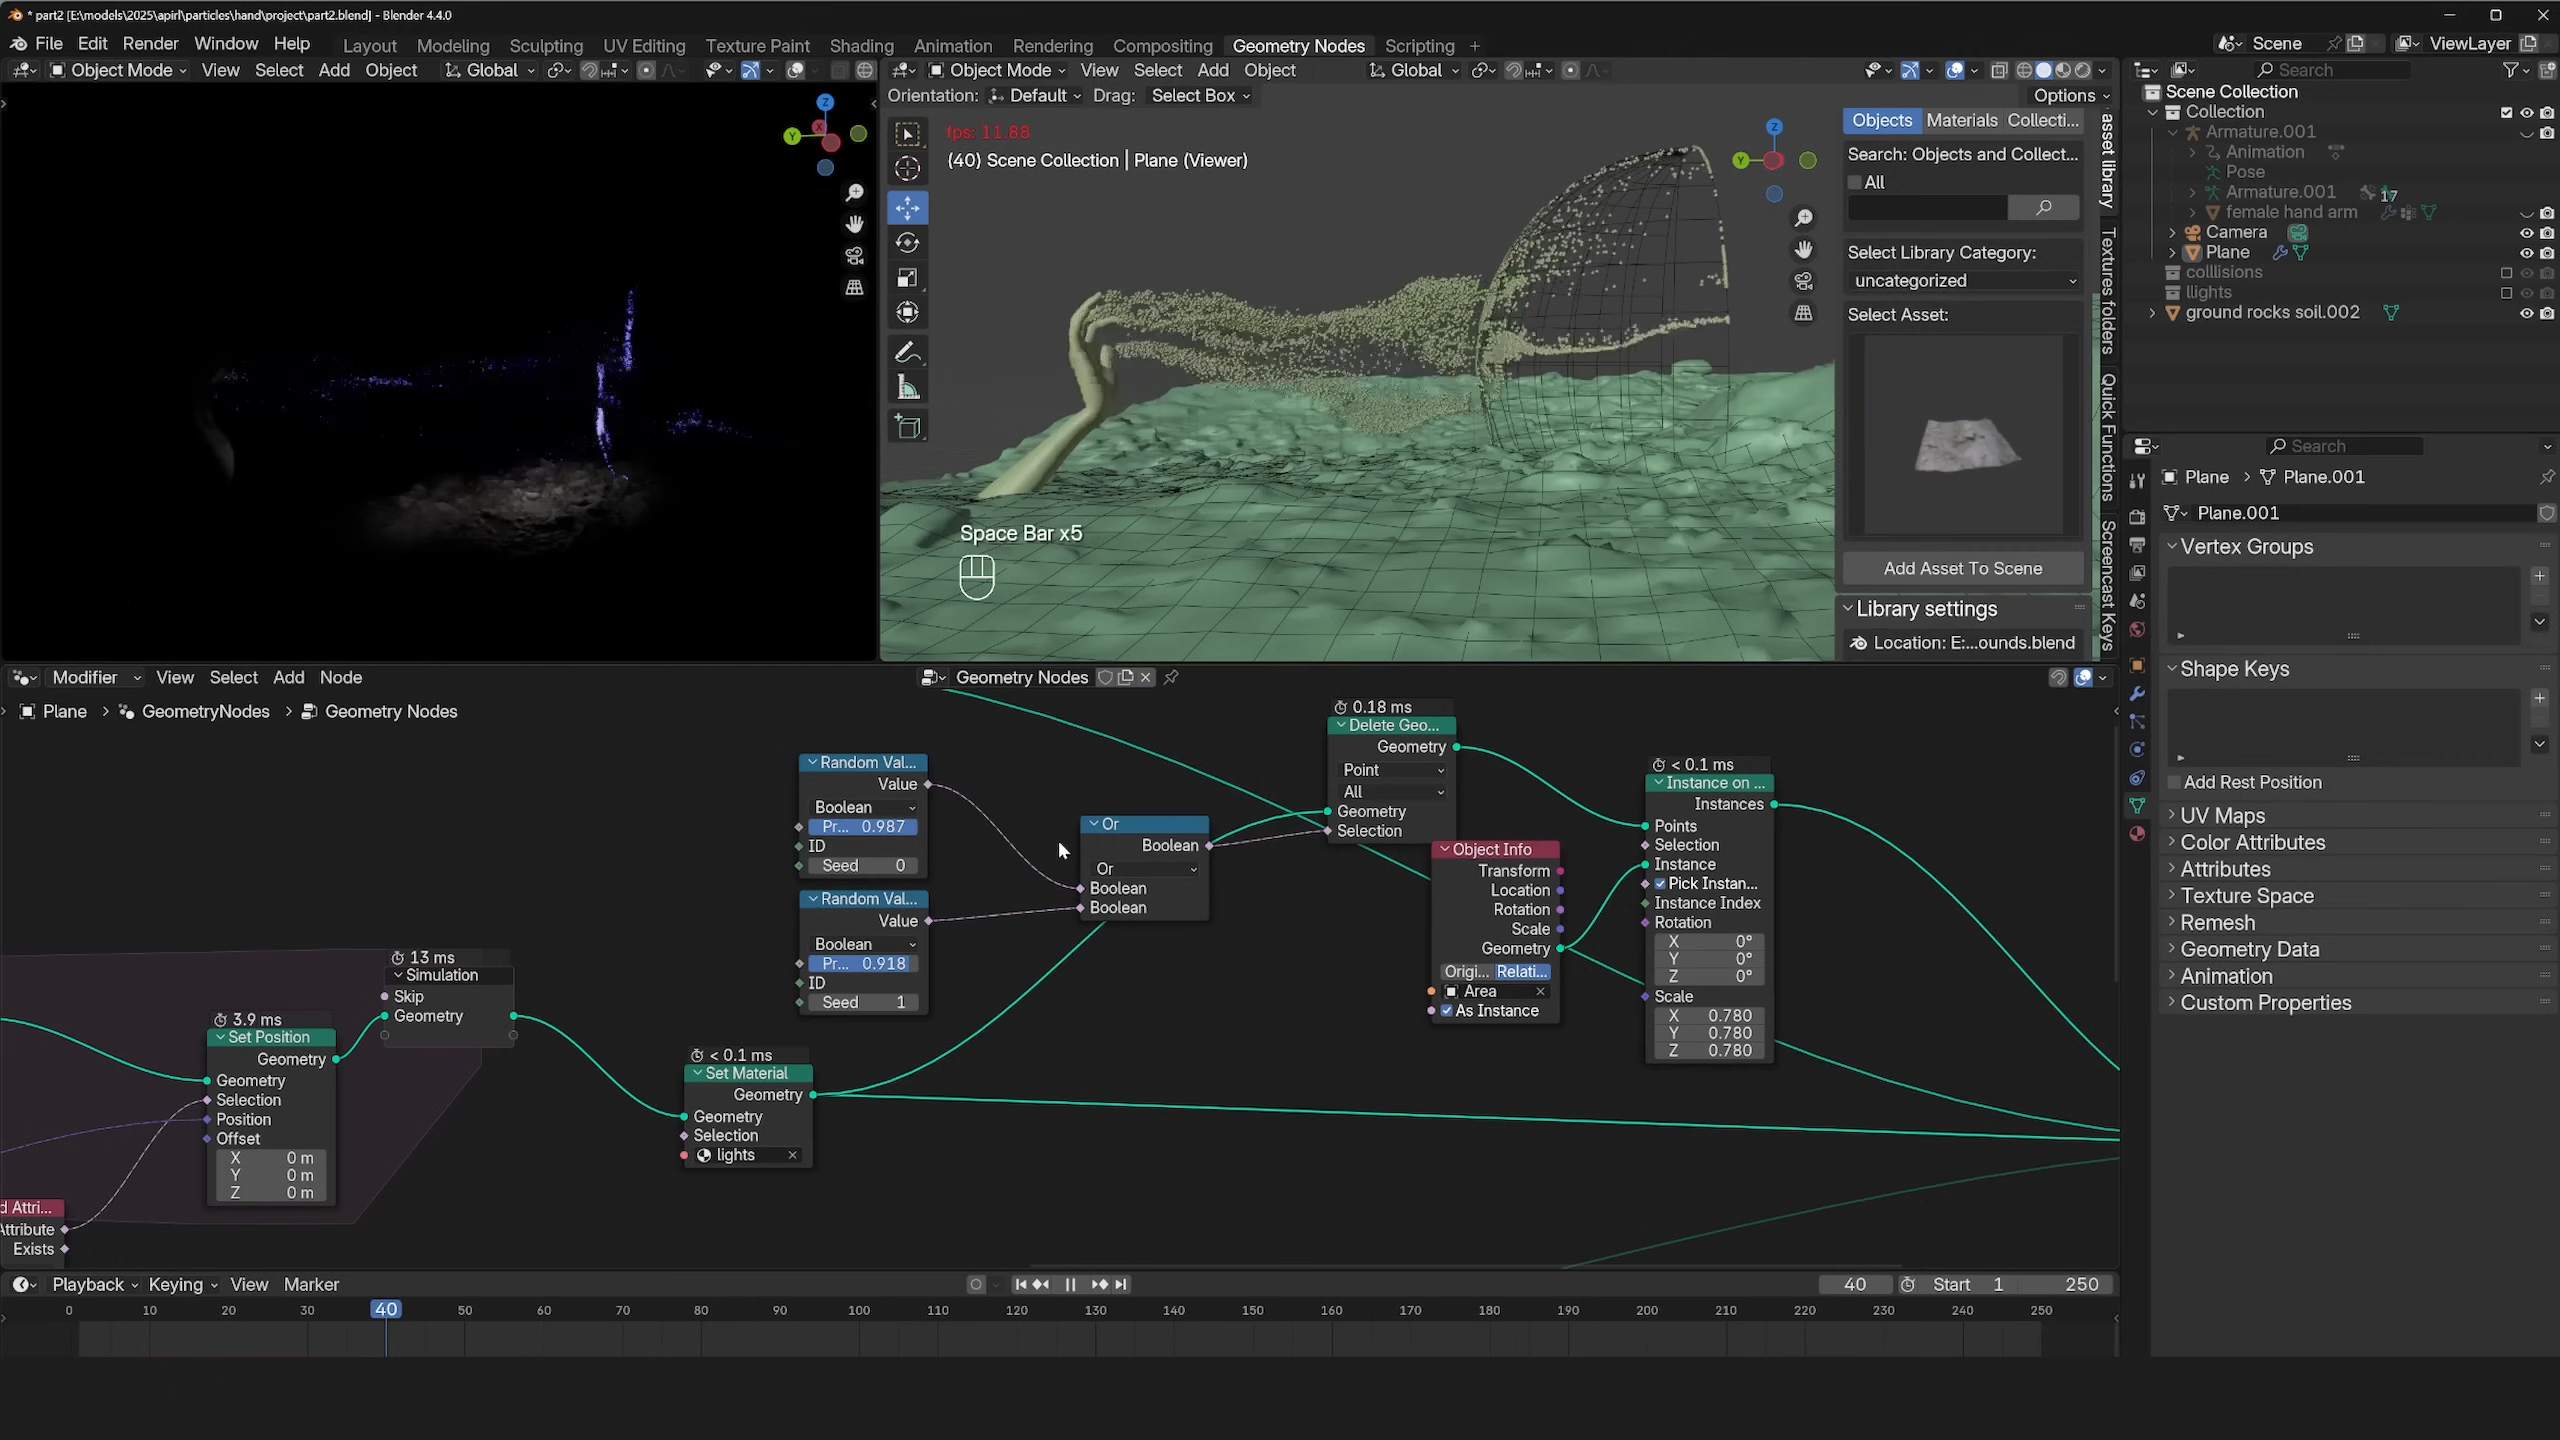 * part2 [E:\models\2025\apirl\particles\hand\project\part2.blend] - Blender 4.4.0
File Edit Render Window Help Layout Modeling Sculpting UV Editing Texture Paint Shading Animation Rendering Compositing Geometry Nodes Scripting + Scene ViewLayer
Object Mode View Select Add Object Global
Object Mode View Select Add Object Global
Orientation: Default Drag: Select Box Options
fps: 11.88
(40) Scene Collection | Plane (Viewer)
Space Bar x5
Z
Y
X
Z
Y
Objects Materials Collecti...
Search: Objects and Collect...
All
Select Library Category:
uncategorized
Select Asset:
Add Asset To Scene
Library settings
Location: E:...ounds.blend
asset library
Textures folders
Quick Functions
Screencast Keys
Search
Scene Collection
Collection
Armature.001
Animation
Pose
Armature.001 17
female hand arm
Camera
Plane
colllisions
llights
ground rocks soil.002
Search
Plane > Plane.001
Plane.001
Vertex Groups
Shape Keys
Add Rest Position
UV Maps
Color Attributes
Attributes
Texture Space
Remesh
Geometry Data
Animation
Custom Properties
Modifier View Select Add Node Geometry Nodes
Plane > GeometryNodes > Geometry Nodes
Random Val...
Value
Boolean
Pr... 0.987
ID
Seed 0
Random Val...
Value
Boolean
Pr... 0.918
ID
Seed 1
Or
Boolean
Or
Boolean
Boolean
0.18 ms
Delete Geo...
Geometry
Point
All
Geometry
Selection
Object Info
Transform
Location
Rotation
Scale
Geometry
Origi... Relati...
Area
As Instance
< 0.1 ms
Instance on ...
Instances
Points
Selection
Instance
Pick Instan...
Instance Index
Rotation
X 0°
Y 0°
Z 0°
Scale
X 0.780
Y 0.780
Z 0.780
13 ms
Simulation
Skip
Geometry
3.9 ms
Set Position
Geometry
Geometry
Selection
Position
Offset
X 0 m
Y 0 m
Z 0 m
< 0.1 ms
Set Material
Geometry
Geometry
Selection
lights
d Attri...
Attribute
Exists
Playback Keying View Marker 40 Start 1 250
0 10 20 30 40 50 60 70 80 90 100 110 120 130 140 150 160 170 180 190 200 210 220 230 240 250